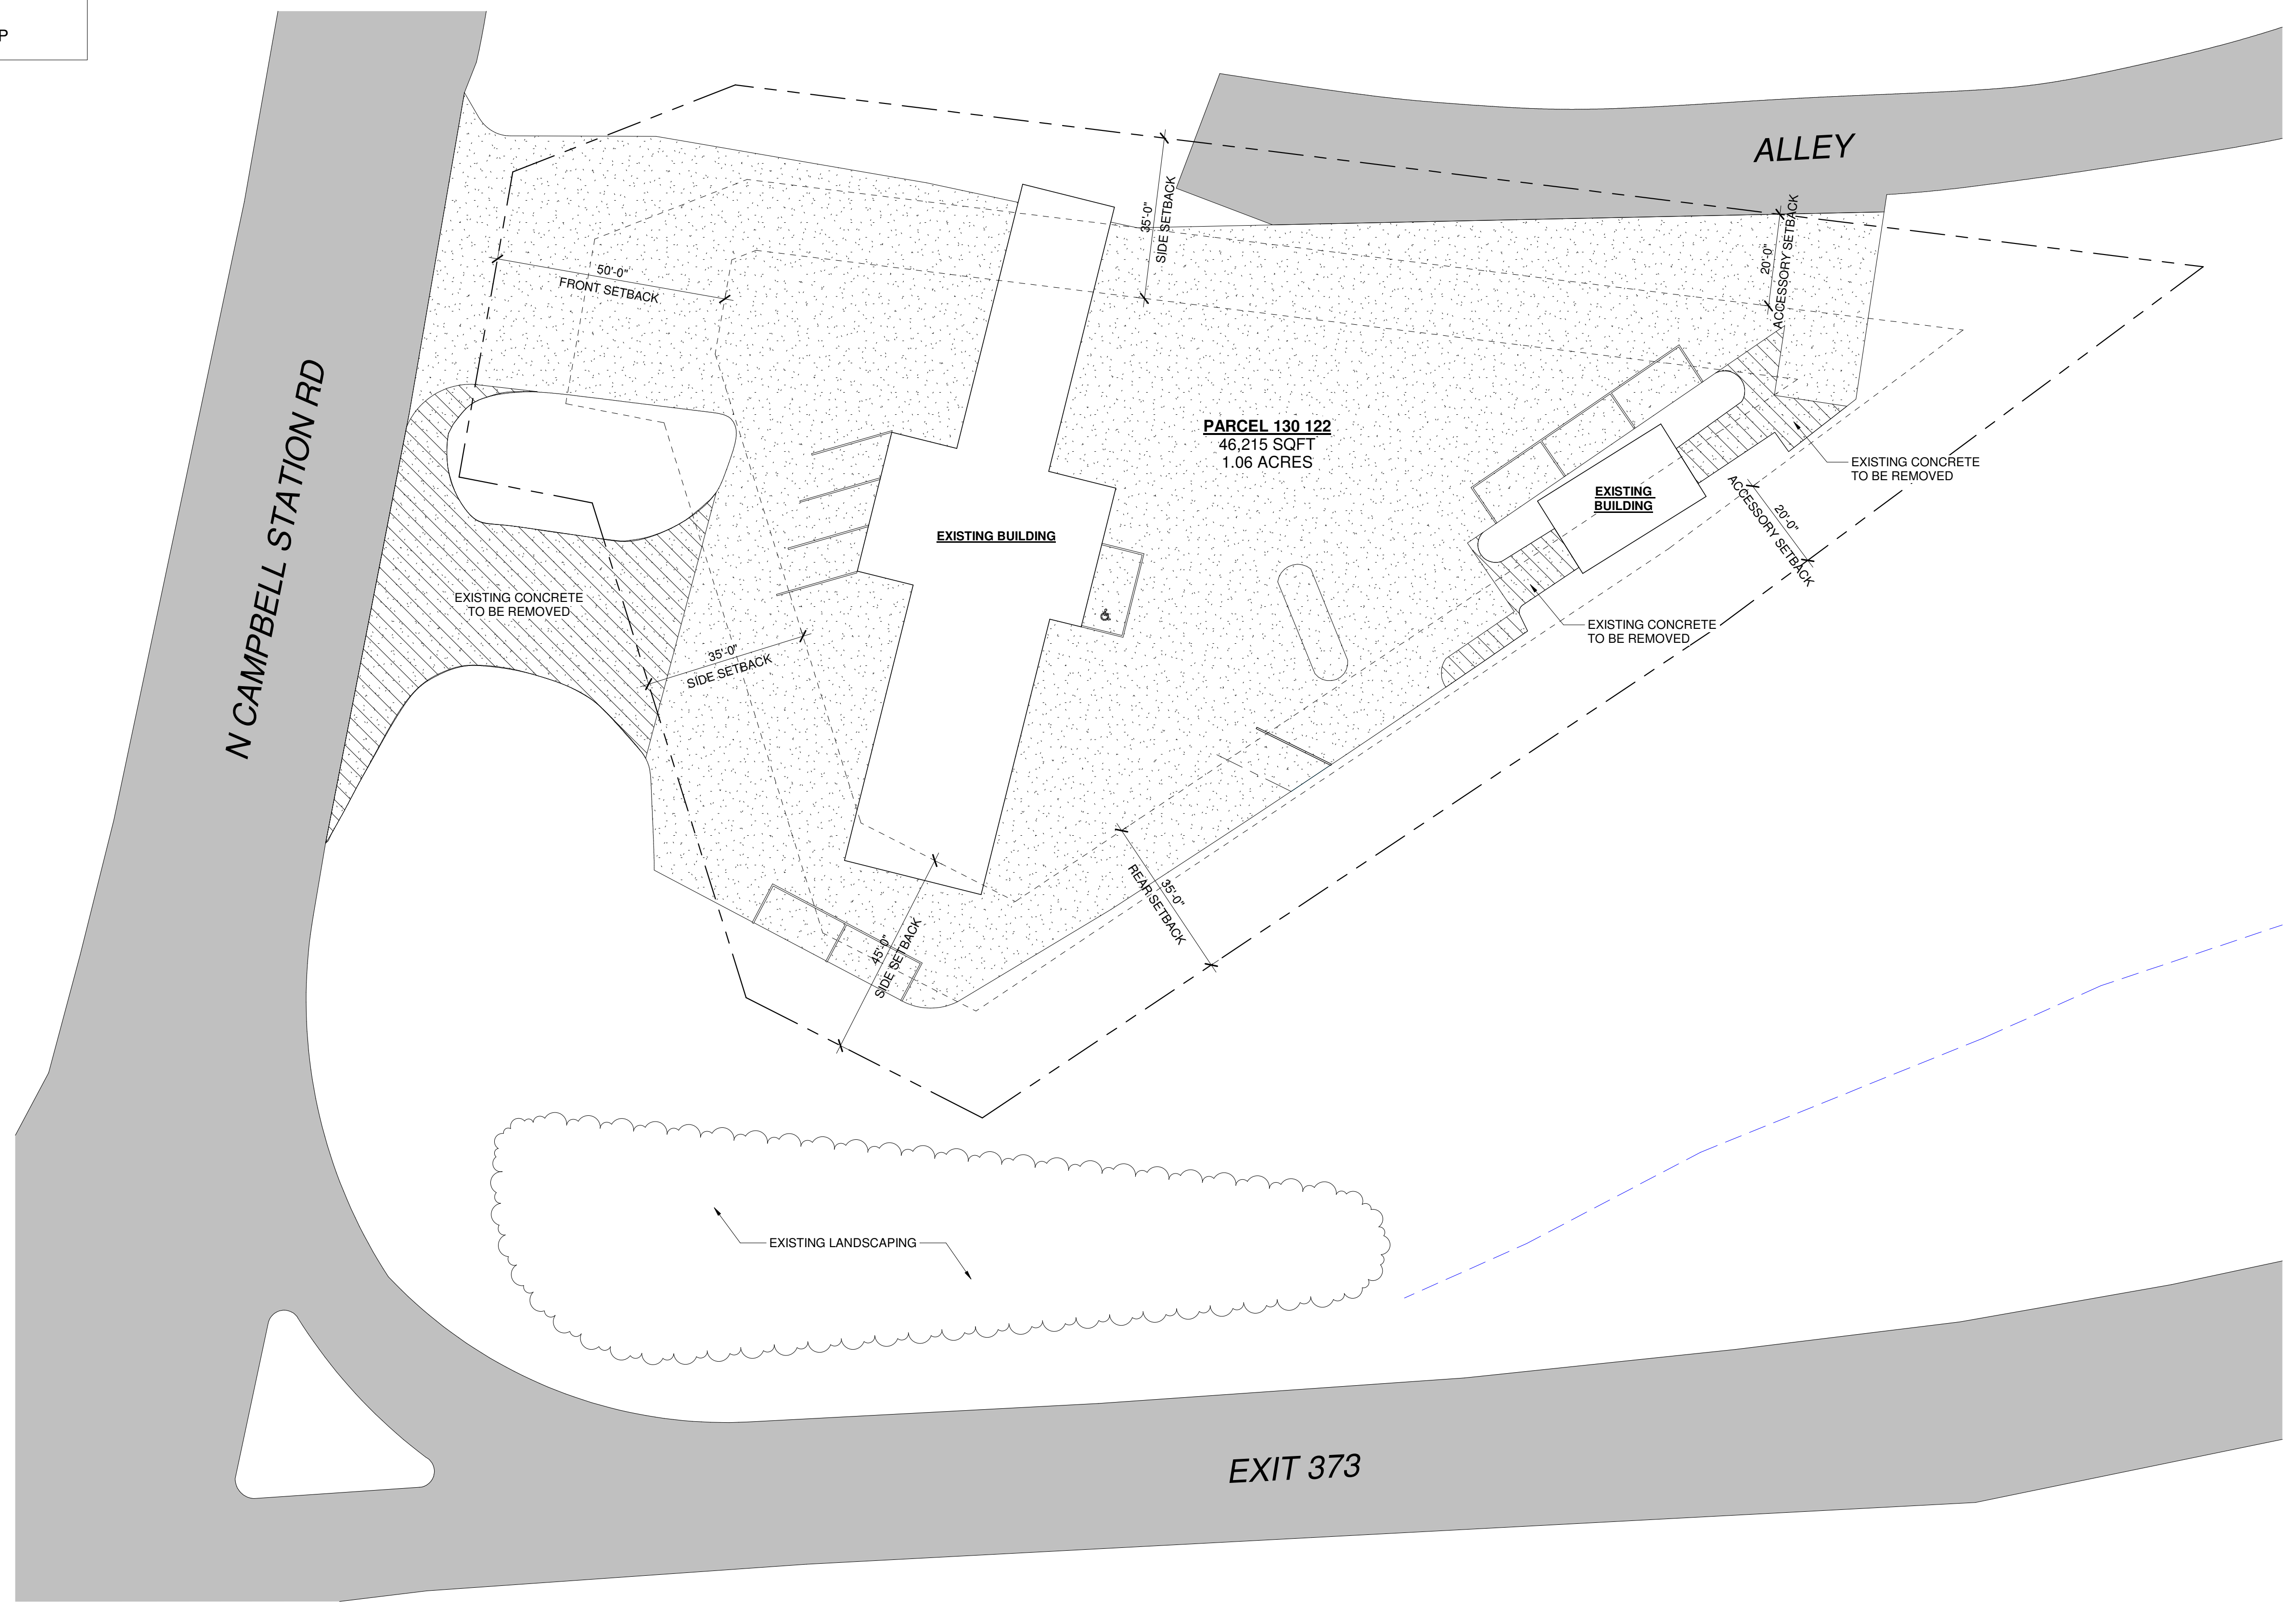 P
ALLEY
35'-0"
SIDE SETBACK
20'-0"
ACCESSORY SETBACK
50'-0"
FRONT SETBACK
N CAMPBELL STATION RD
PARCEL 130 122
46,215 SQFT
1.06 ACRES
EXISTING CONCRETE
TO BE REMOVED
EXISTING
BUILDING
ACCESSORY SETBACK
20'-0"
EXISTING BUILDING
EXISTING CONCRETE
TO BE REMOVED
EXISTING CONCRETE
TO BE REMOVED
35'-0"
SIDE SETBACK
35'-0"
REAR SETBACK
45'-0"
SIDE SETBACK
EXISTING LANDSCAPING
EXIT 373